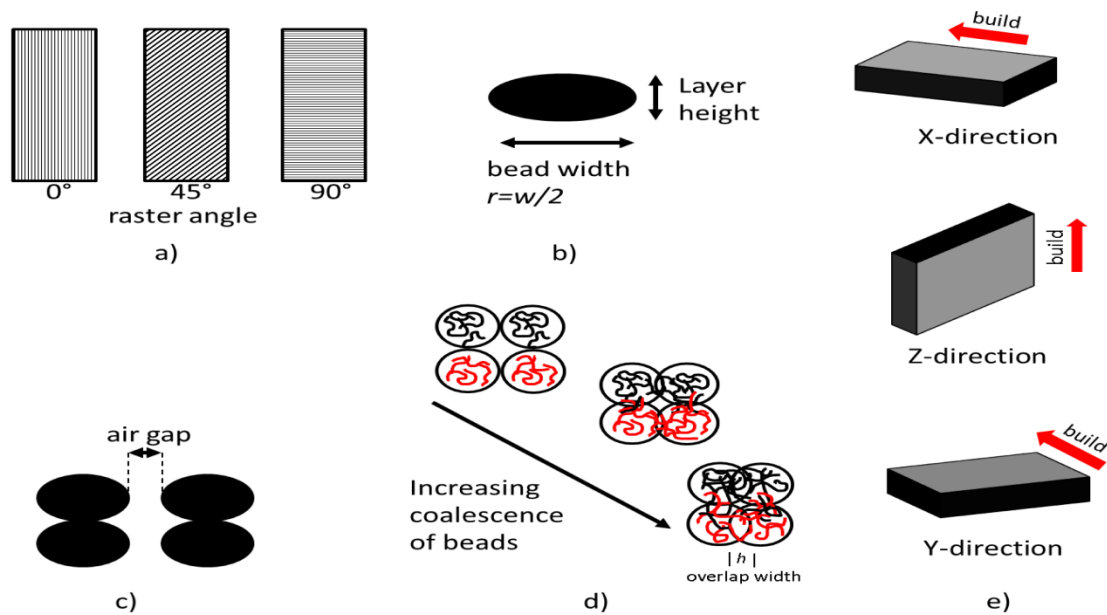 0°
45°
90°
raster angle
a)
Layer
height
bead width
r=w/2
b)
air gap
c)
Increasing
coalescence
of beads
| h |
overlap width
d)
build
X-direction
build
Z-direction
build
Y-direction
e)